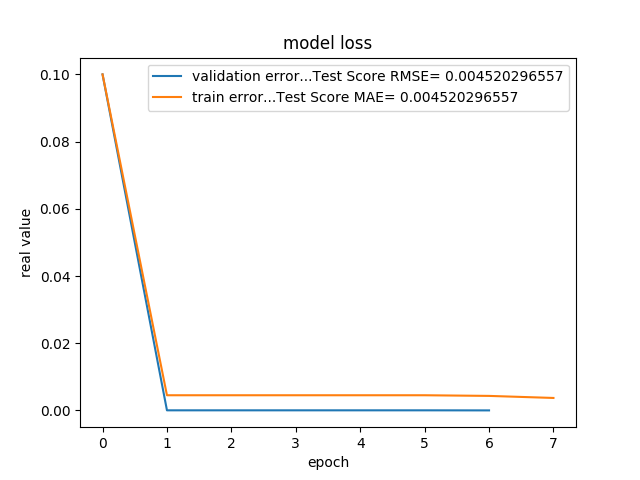 model loss
validation error...Test Score RMSE= 0.004520296557
train error...Test Score MAE= 0.004520296557
0.10
0.08
0.06
0.04
0.02
0.00
real value
0 1 2 3 4 5 6 7
epoch